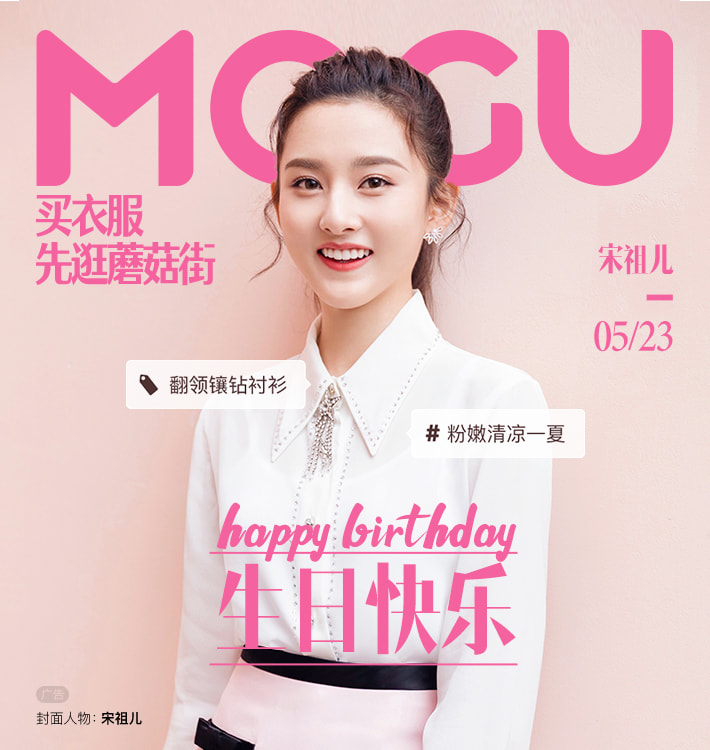 MOGU
买衣服
先逛蘑菇街
宋祖儿
05/23
翻领镶钻衬衫
# 粉嫩清凉一夏
happy birthday
生日快乐
广告
封面人物：宋祖儿